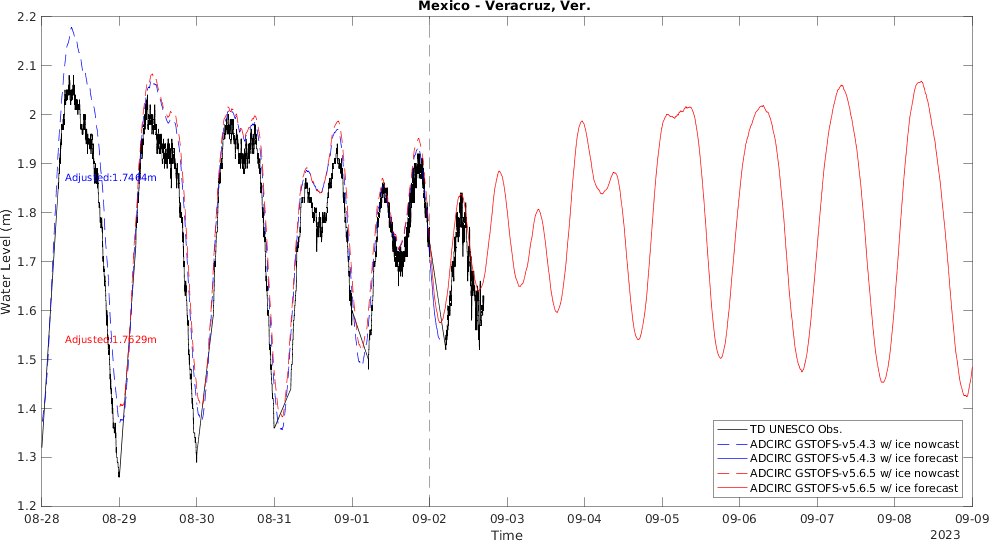 Mexico - Veracruz, Ver.
2.2
2.1
2
1.9
1.8
1.7
1.6
1.5
1.4
1.3
1.2
Water Level (m)
Adjusted:1.7464m
Adjusted:1.7629m
TD UNESCO Obs.
ADCIRC GSTOFS-v5.4.3 w/ ice nowcast
ADCIRC GSTOFS-v5.4.3 w/ ice forecast
ADCIRC GSTOFS-v5.6.5 w/ ice nowcast
ADCIRC GSTOFS-v5.6.5 w/ ice forecast
08-28 08-29 08-30 08-31 09-01 09-02 09-03 09-04 09-05 09-06 09-07 09-08 09-09
Time 2023